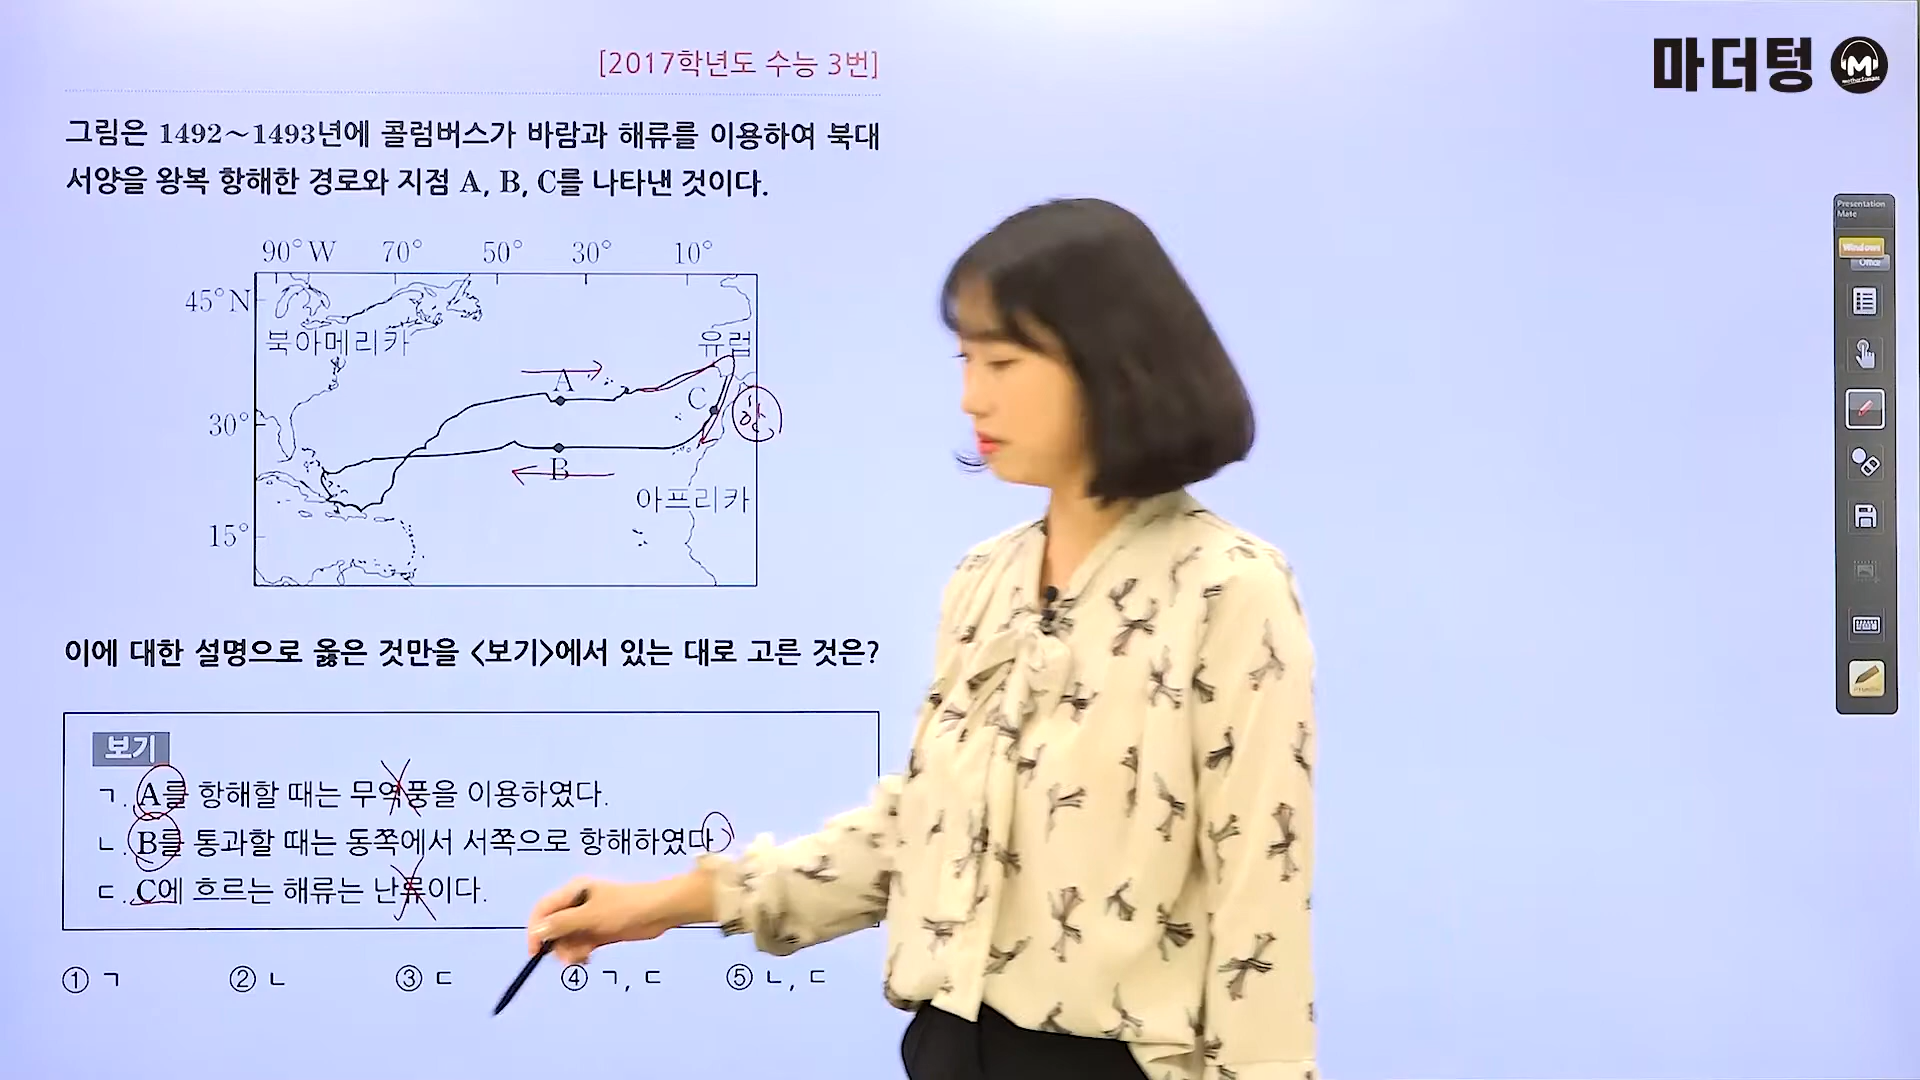 마더텅
M
[2017학년도 수능 3번]
그림은 1492～1493년에 콜럼버스가 바람과 해류를 이용하여 북대
서양을 왕복 항해한 경로와 지점 A, B, C를 나타낸 것이다.
90°W 70° 50° 30° 10°
45°N
북아메리카 유럽
A
C 한
30°
B
아프리카
15°
이에 대한 설명으로 옳은 것만을 <보기>에서 있는 대로 고른 것은?
보기
ㄱ. A를 항해할 때는 무역풍을 이용하였다.
ㄴ. B를 통과할 때는 동쪽에서 서쪽으로 항해하였다.
ㄷ. C에 흐르는 해류는 난류이다.
① ㄱ ② ㄴ ③ ㄷ ④ ㄱ, ㄷ ⑤ ㄴ, ㄷ
Presentation
Mate
Windows
Office